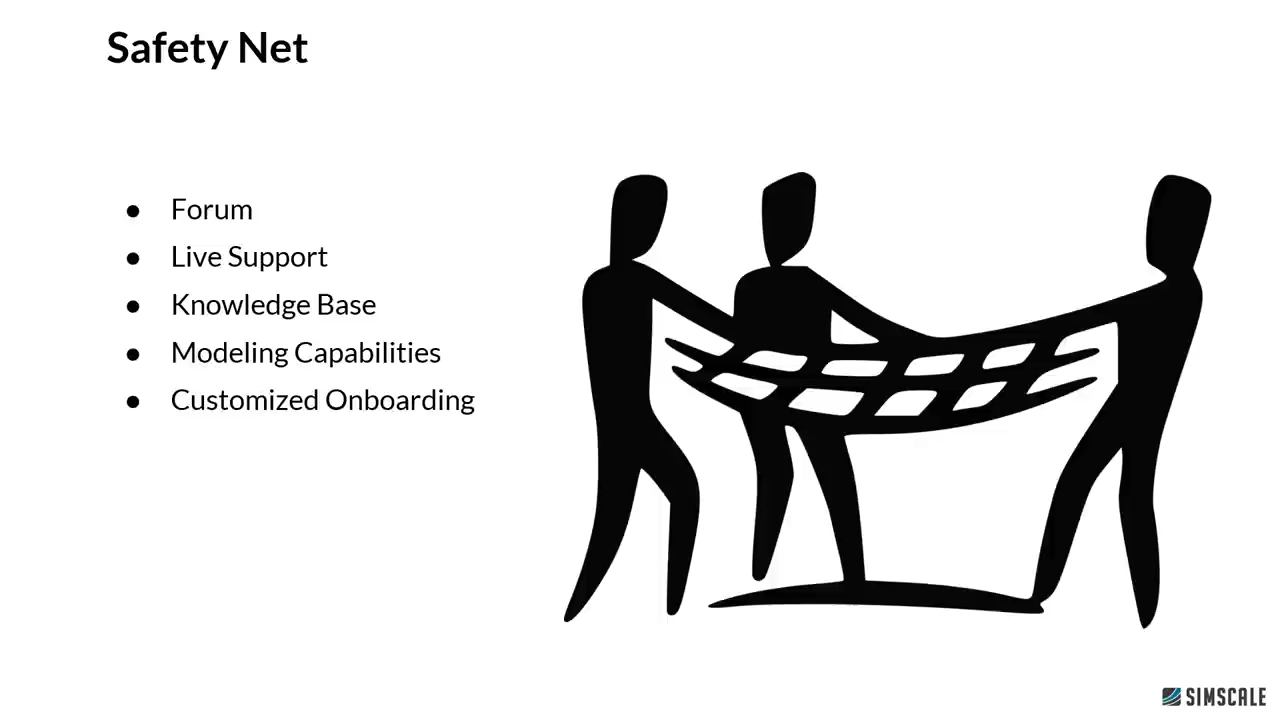 Safety Net
● Forum
● Live Support
● Knowledge Base
● Modeling Capabilities
● Customized Onboarding
SIMSCALE